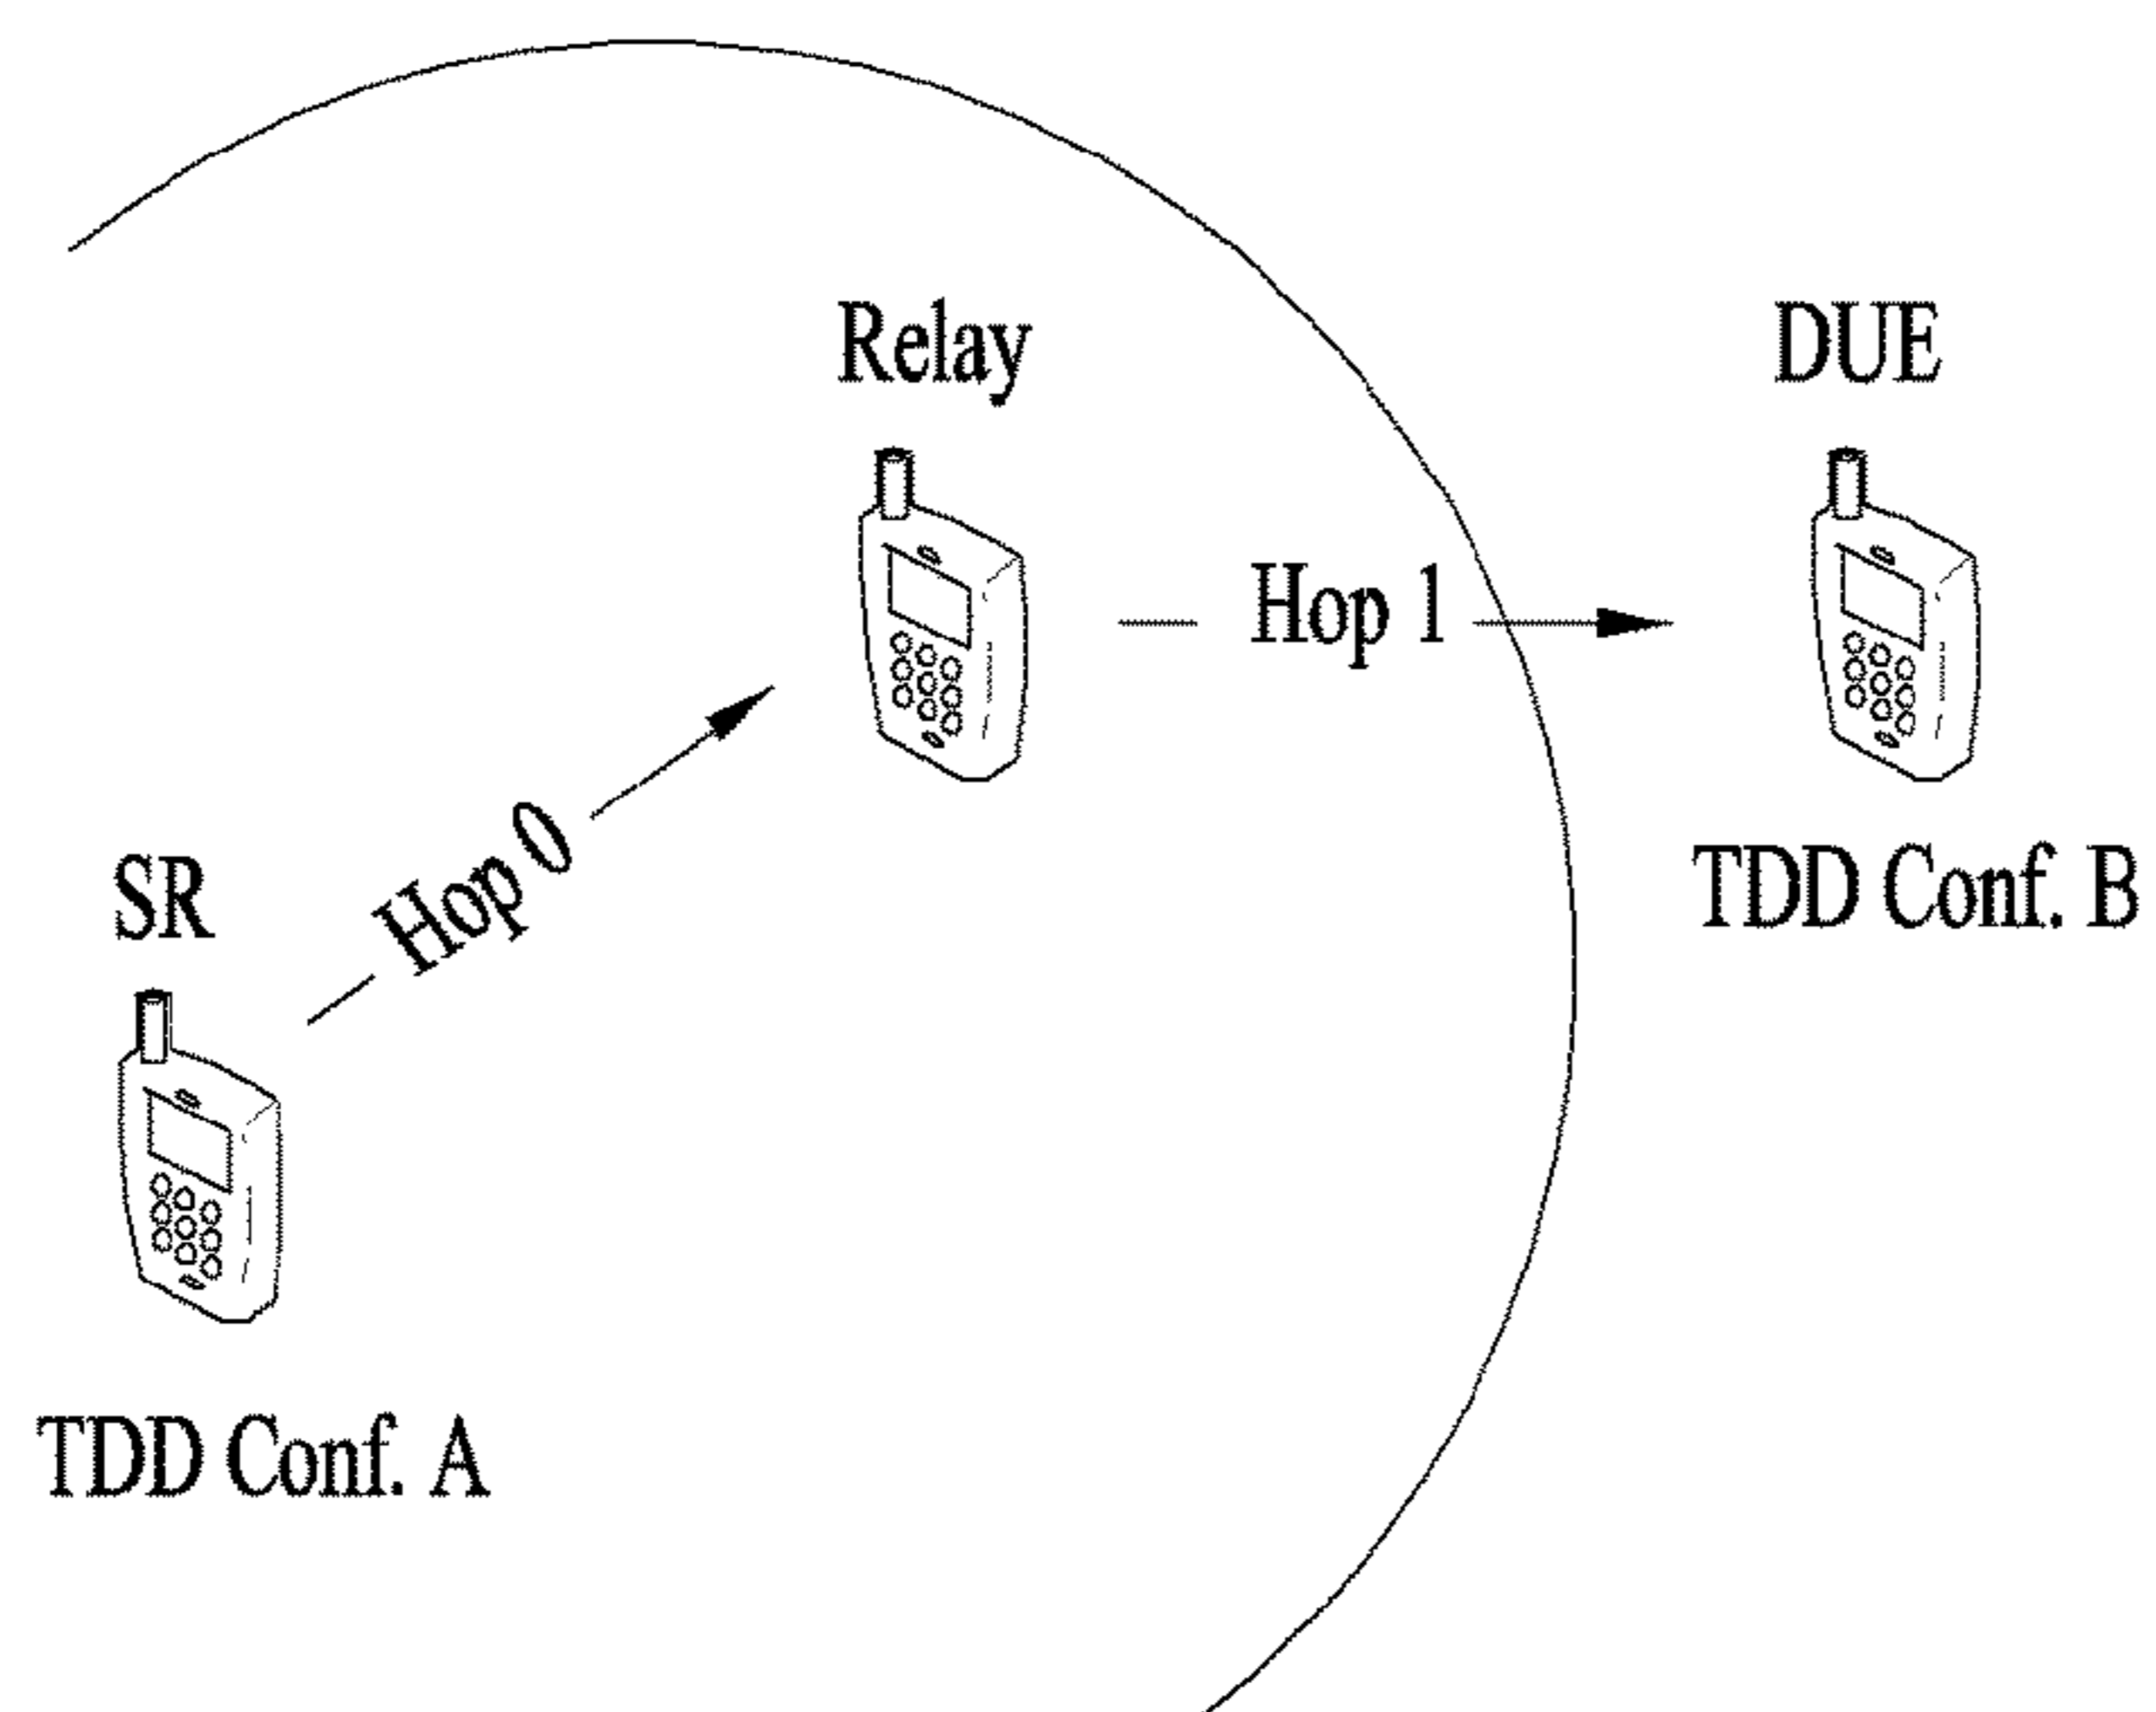 Relay
DUE
Hop 1
Hop 0
SR
TDD Conf. B
TDD Conf. A